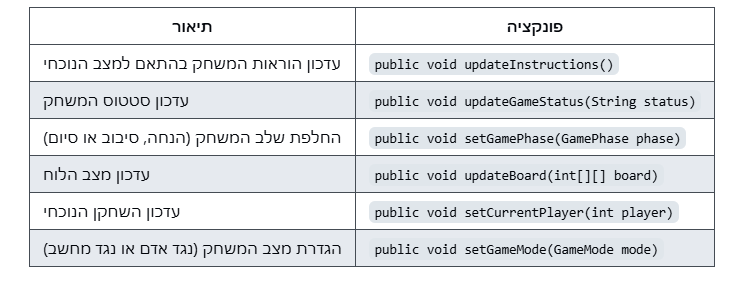 פונקציה תיאור
public void updateInstructions() עדכון הוראות המשחק בהתאם למצב הנוכחי
public void updateGameStatus(String status) עדכון סטטוס המשחק
public void setGamePhase(GamePhase phase) החלפת שלב המשחק (הנחה, סיבוב או סיום)
public void updateBoard(int[][] board) עדכון מצב הלוח
public void setCurrentPlayer(int player) עדכון השחקן הנוכחי
public void setGameMode(GameMode mode) הגדרת מצב המשחק (נגד אדם או נגד מחשב)